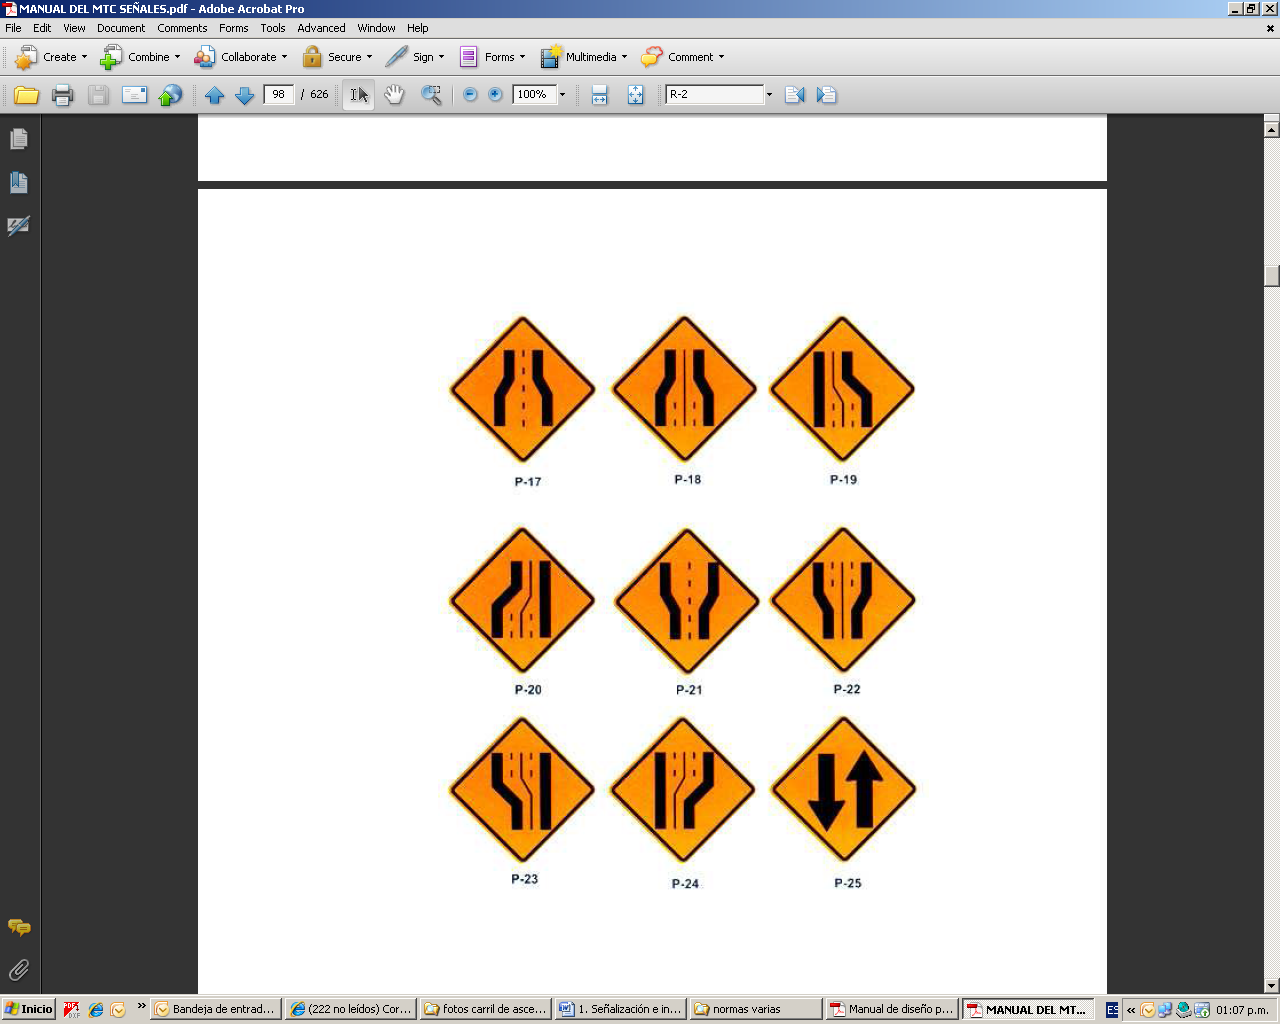 MANUAL DEL MTC SEÑALES.pdf - Adobe Acrobat Pro
File Edit View Document Comments Forms Tools Advanced Window Help
Create Combine Collaborate Secure Sign Forms Multimedia Comment
98 / 626 100% R-2
P-17 P-18 P-19
P-20 P-21 P-22
P-23 P-24 P-25
Inicio » Bandeja de entrad... (222 no leídos) Cor... fotos carril de asce... 1. Señalización e in... normas varias Manual de diseño p... MANUAL DEL MT... ES « 01:07 p.m.